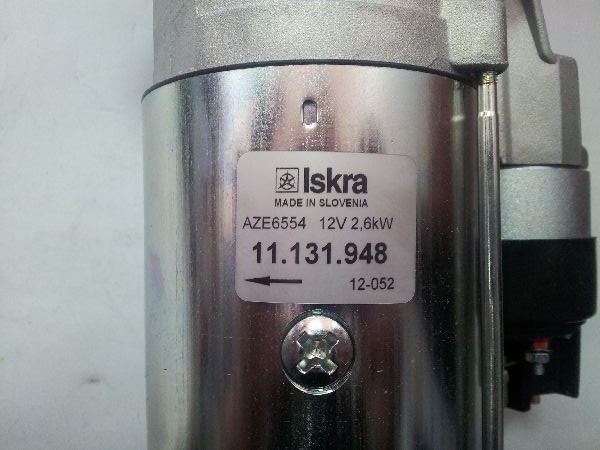 Iskra
MADE IN SLOVENIA
AZE6554 12V 2,6kW
11.131.948
12-052